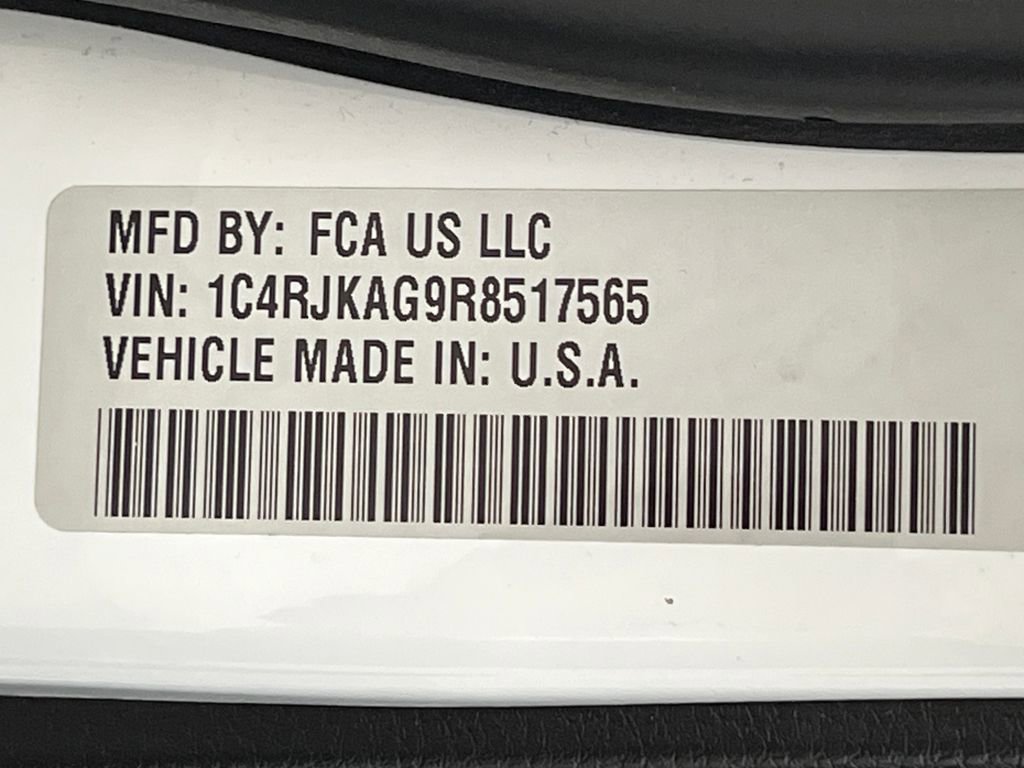 MFD BY: FCA US LLC
VIN: 1C4RJKAG9R8517565
VEHICLE MADE IN: U.S.A.